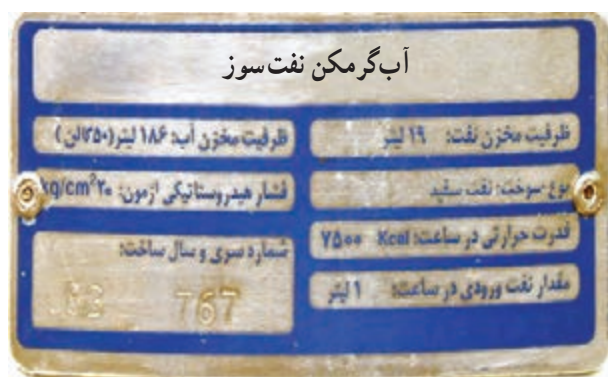 آب‌گرمکن نفت‌سوز
ظرفیت مخزن نفت: ۱۹ لیتر
ظرفیت مخزن آب: ۱۸۶ لیتر (۵۰ گالن)
نوع سوخت: نفت سفید
فشار هیدروستاتیکی آزمون: ۲۰ kg/cm²
قدرت حرارتی در ساعت: ۷۵۰۰ Kcal
مقدار نفت ورودی در ساعت: ۱ لیتر
شماره سری و سال ساخت:
767